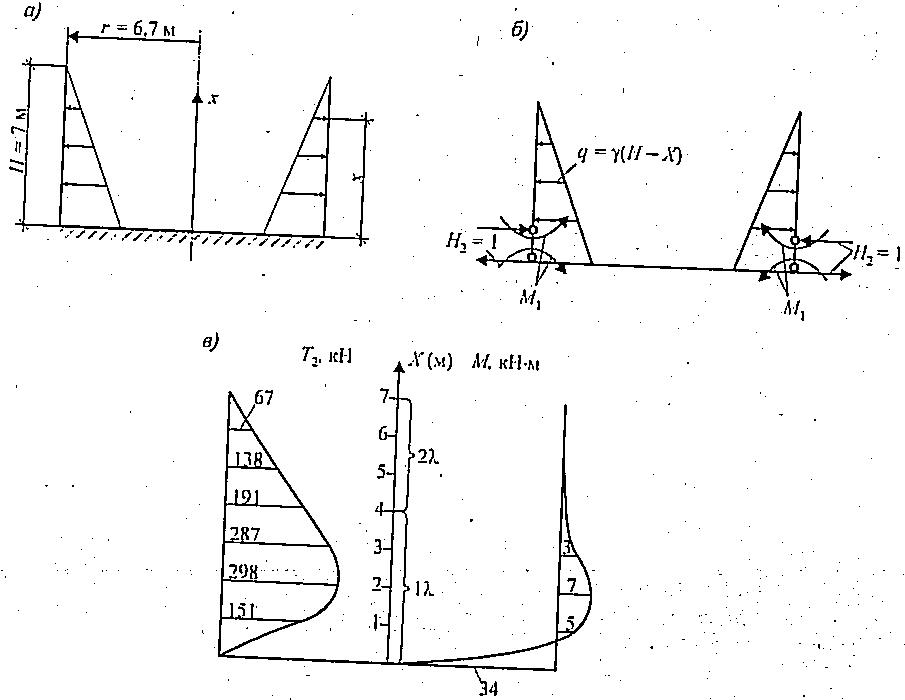 а)
r = 6,7 м
H = 7 м
x
x
б)
q = γ(H – X)
H₂ = 1
H₂ = 1
M₁
M₁
в)
T₂, кН
X (м)
M, кН·м
67
138
191
287
298
151
7
6
5
4
3
2
1
2λ
1λ
3
7
5
34